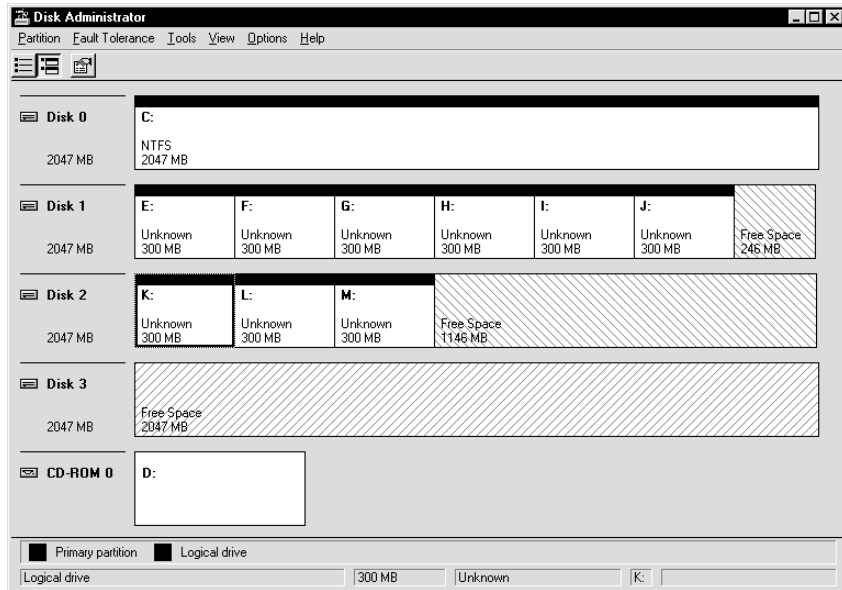 Disk Administrator
Partition Fault Tolerance Tools View Options Help
Disk 0
2047 MB
C:
NTFS
2047 MB
Disk 1
2047 MB
E: F: G: H: I: J:
Unknown Unknown Unknown Unknown Unknown Unknown Free Space
300 MB 300 MB 300 MB 300 MB 300 MB 300 MB 246 MB
Disk 2
2047 MB
K: L: M:
Unknown Unknown Unknown Free Space
300 MB 300 MB 300 MB 1146 MB
Disk 3
2047 MB
Free Space
2047 MB
CD-ROM 0
D:
Primary partition Logical drive
Logical drive 300 MB Unknown K: